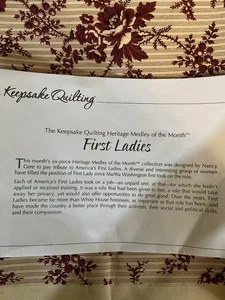 Keepsake Quilting
The Keepsake Quilting Heritage Medley of the Month™
First Ladies
This month's six-piece Heritage Medley of the Month™ collection was designed by Nancy
Gere to pay tribute to America's First Ladies. A diverse and interesting group of women
have filled the position of First Lady since Martha Washington first took on the role.
Each of America's First Ladies took on a job—an unpaid one, at that—for which she hadn't
applied or received training. It was a role that had been given to her; a role that would take
away her privacy, yet would also offer opportunities to do great good. Over the years, First
Ladies became far more than White House hostesses, as important as that role has been, and
have made the country a better place through their activism, their social and political skills,
and their compassion.